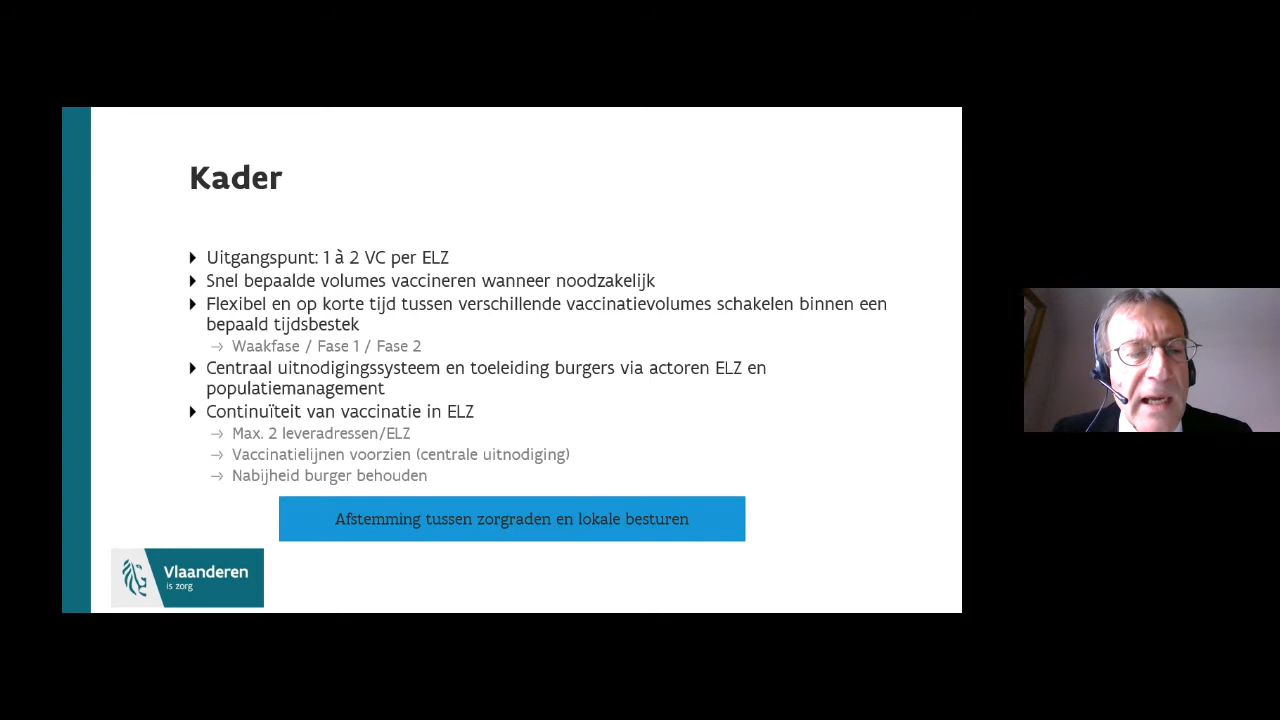 Kader
Uitgangspunt: 1 à 2 VC per ELZ
Snel bepaalde volumes vaccineren wanneer noodzakelijk
Flexibel en op korte tijd tussen verschillende vaccinatievolumes schakelen binnen een
bepaald tijdsbestek
Waakfase / Fase 1 / Fase 2
Centraal uitnodigingssysteem en toeleiding burgers via actoren ELZ en
populatiemanagement
Continuïteit van vaccinatie in ELZ
Max. 2 leveradressen/ELZ
Vaccinatielijnen voorzien (centrale uitnodiging)
Nabijheid burger behouden
Afstemming tussen zorgraden en lokale besturen
Vlaanderen
is zorg